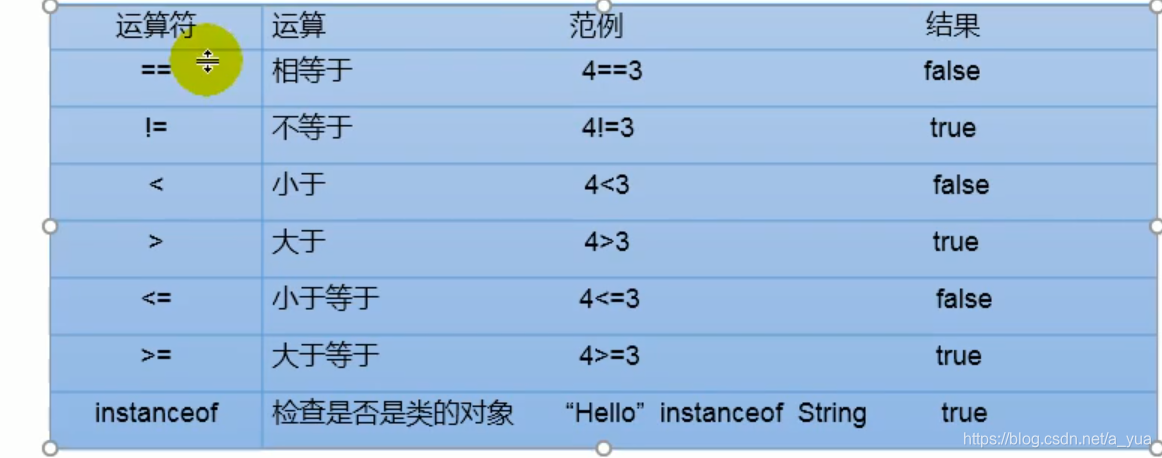 运算符 运算 范例 结果
== 相等于 4==3 false
!= 不等于 4!=3 true
< 小于 4<3 false
> 大于 4>3 true
<= 小于等于 4<=3 false
>= 大于等于 4>=3 true
instanceof 检查是否是类的对象 “Hello” instanceof String true
https://blog.csdn.net/a_yua